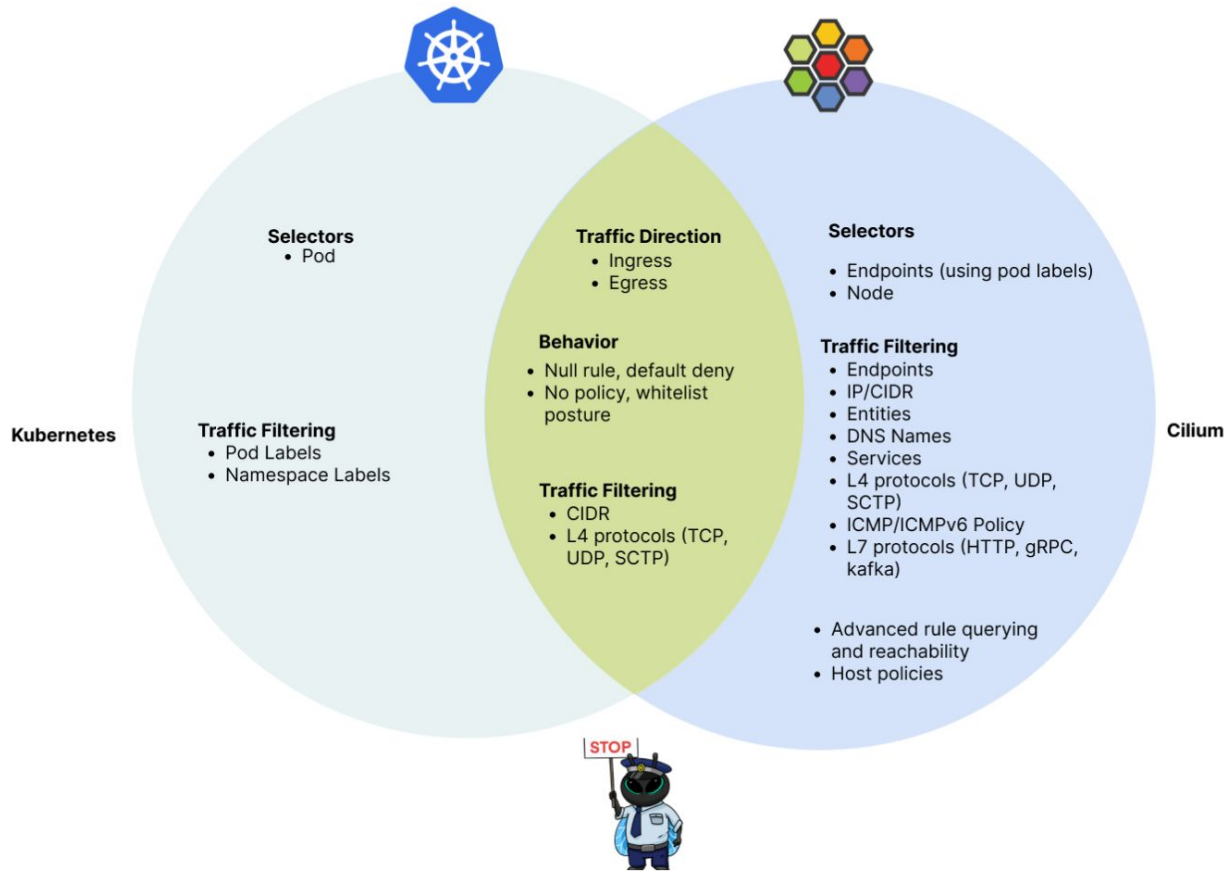 Kubernetes
Selectors
• Pod
Traffic Filtering
• Pod Labels
• Namespace Labels
Traffic Direction
• Ingress
• Egress
Behavior
• Null rule, default deny
• No policy, whitelist
posture
Traffic Filtering
• CIDR
• L4 protocols (TCP,
UDP, SCTP)
Selectors
• Endpoints (using pod labels)
• Node
Traffic Filtering
• Endpoints
• IP/CIDR
• Entities
• DNS Names
• Services
• L4 protocols (TCP, UDP,
SCTP)
• ICMP/ICMPv6 Policy
• L7 protocols (HTTP, gRPC,
kafka)
• Advanced rule querying
and reachability
• Host policies
Cilium
STOP